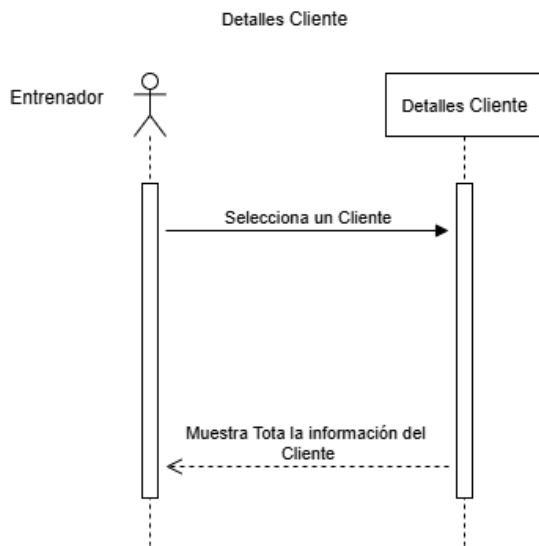 Detalles Cliente
Entrenador
Detalles Cliente
Selecciona un Cliente
Muestra Tota la información del
Cliente